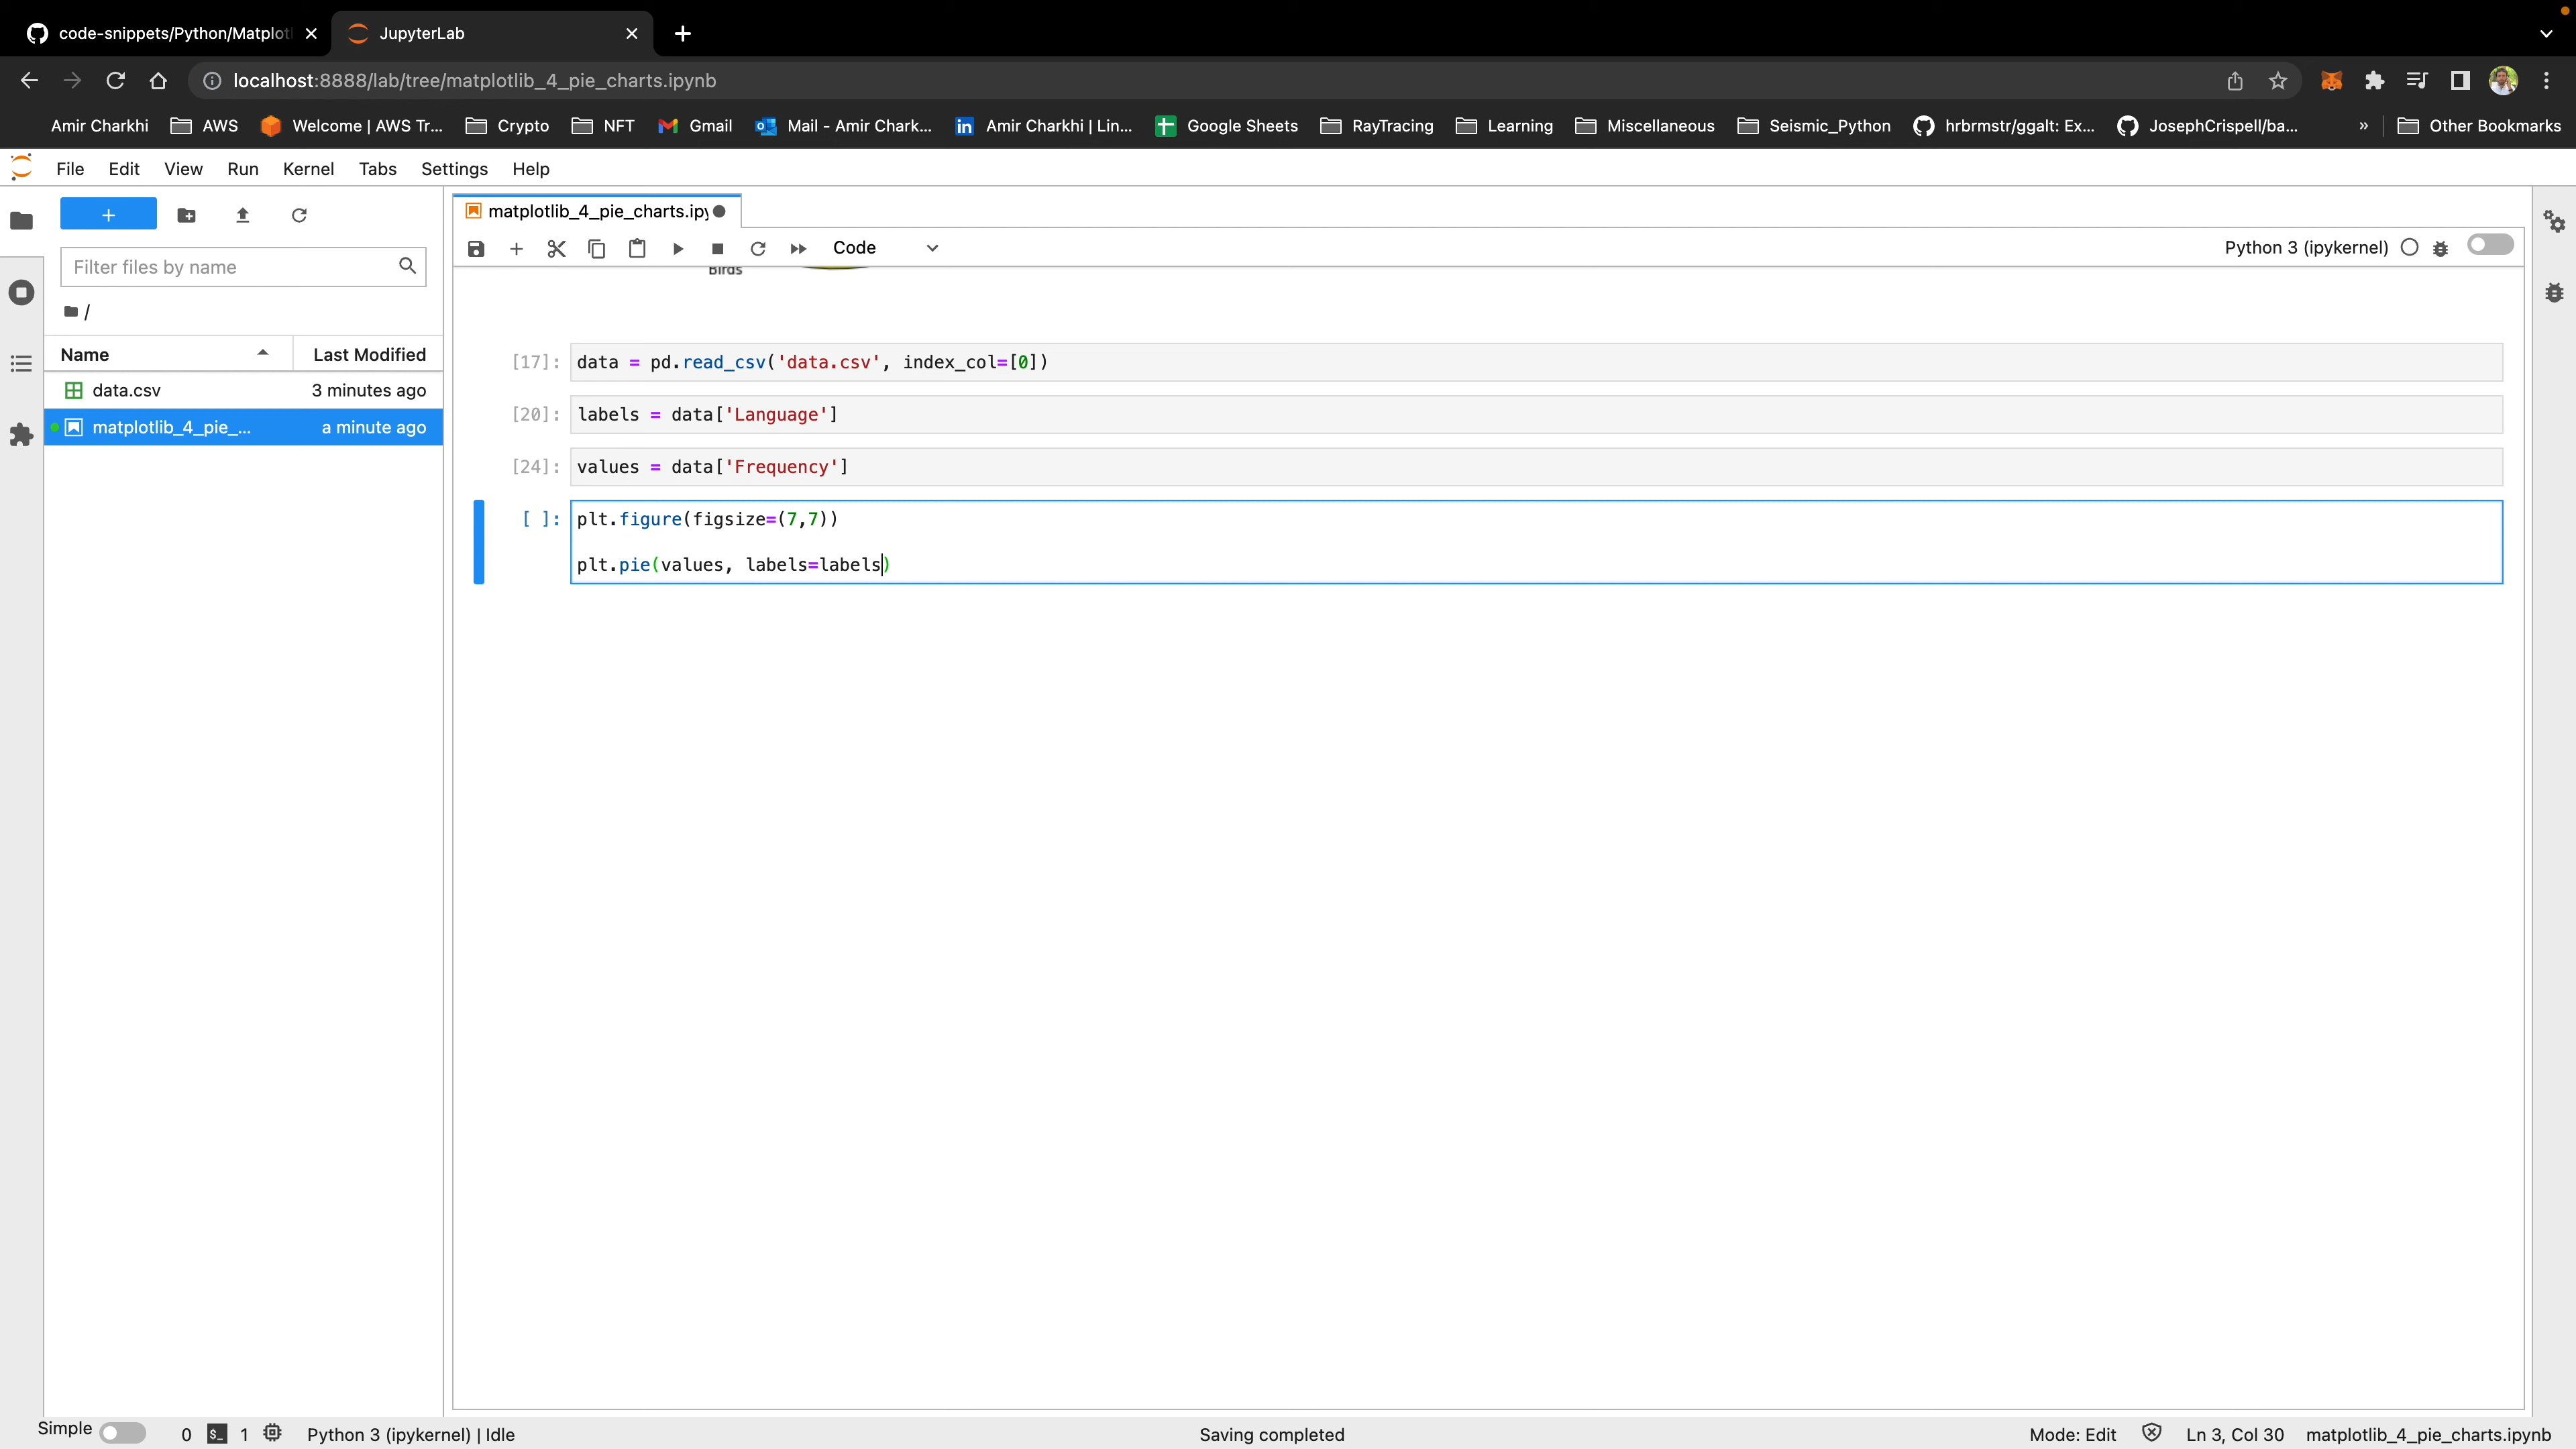 code-snippets/Python/Matplotl
JupyterLab
localhost:8888/lab/tree/matplotlib_4_pie_charts.ipynb
Amir Charkhi AWS Welcome | AWS Tr... Crypto NFT Gmail Mail - Amir Chark... Amir Charkhi | Lin... Google Sheets RayTracing Learning Miscellaneous Seismic_Python hrbrmstr/ggalt: Ex... JosephCrispell/ba... » Other Bookmarks
File Edit View Run Kernel Tabs Settings Help
matplotlib_4_pie_charts.ipy
Filter files by name
Code
Python 3 (ipykernel)
Birds
/
Name Last Modified
data.csv 3 minutes ago
matplotlib_4_pie_... a minute ago
[17]: data = pd.read_csv('data.csv', index_col=[0])
[20]: labels = data['Language']
[24]: values = data['Frequency']
[ ]: plt.figure(figsize=(7,7))
plt.pie(values, labels=labels)
Simple 0 $_ 1 Python 3 (ipykernel) | Idle Saving completed Mode: Edit Ln 3, Col 30 matplotlib_4_pie_charts.ipynb